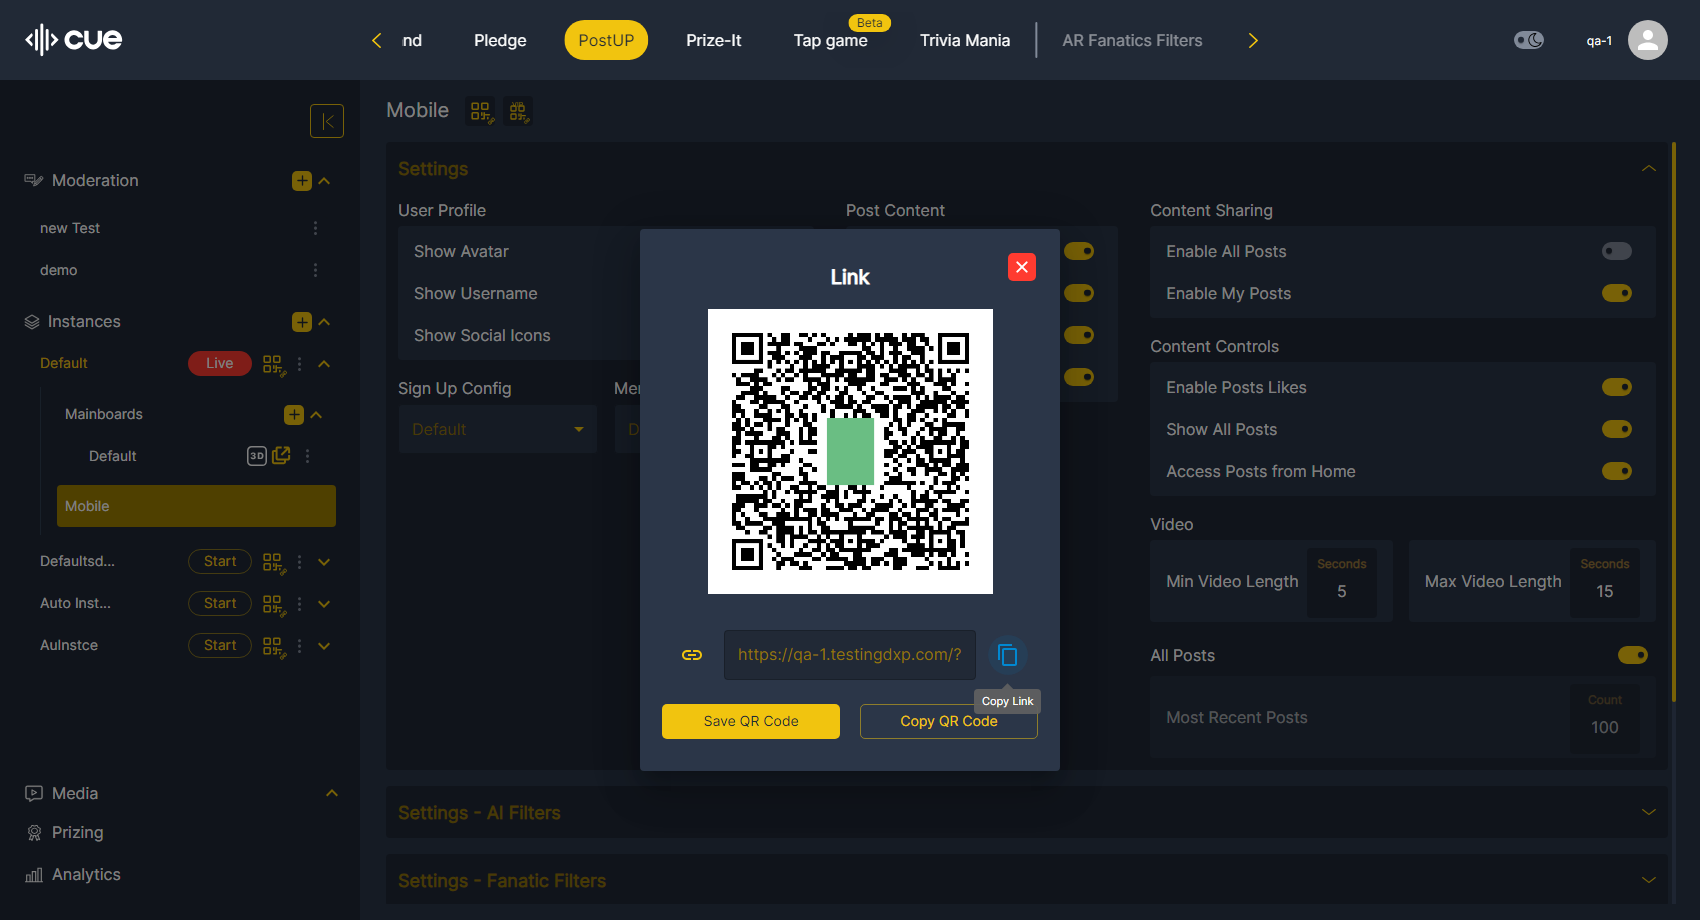 cue
nd
Pledge
PostUP
Prize-It
Tap game
Beta
Trivia Mania
AR Fanatics Filters
qa-1
Moderation
new Test
demo
Instances
Default
Live
Mainboards
Default
3D
Mobile
Defaultsd...
Start
Auto Inst...
Start
Start
Media
Prizing
Analytics
Mobile
Settings
User Profile
Show Avatar
Show Username
Show Social Icons
Sign Up Config
Default
Me
D
Post Content
Content Sharing
Enable All Posts
Enable My Posts
Content Controls
Enable Posts Likes
Show All Posts
Access Posts from Home
Video
Min Video Length
Seconds
5
Max Video Length
Seconds
15
All Posts
Most Recent Posts
Count
100
Settings - AI Filters
Settings - Fanatic Filters
Link
https://qa-1.testingdxp.com/?
Copy Link
Save QR Code
Copy QR Code